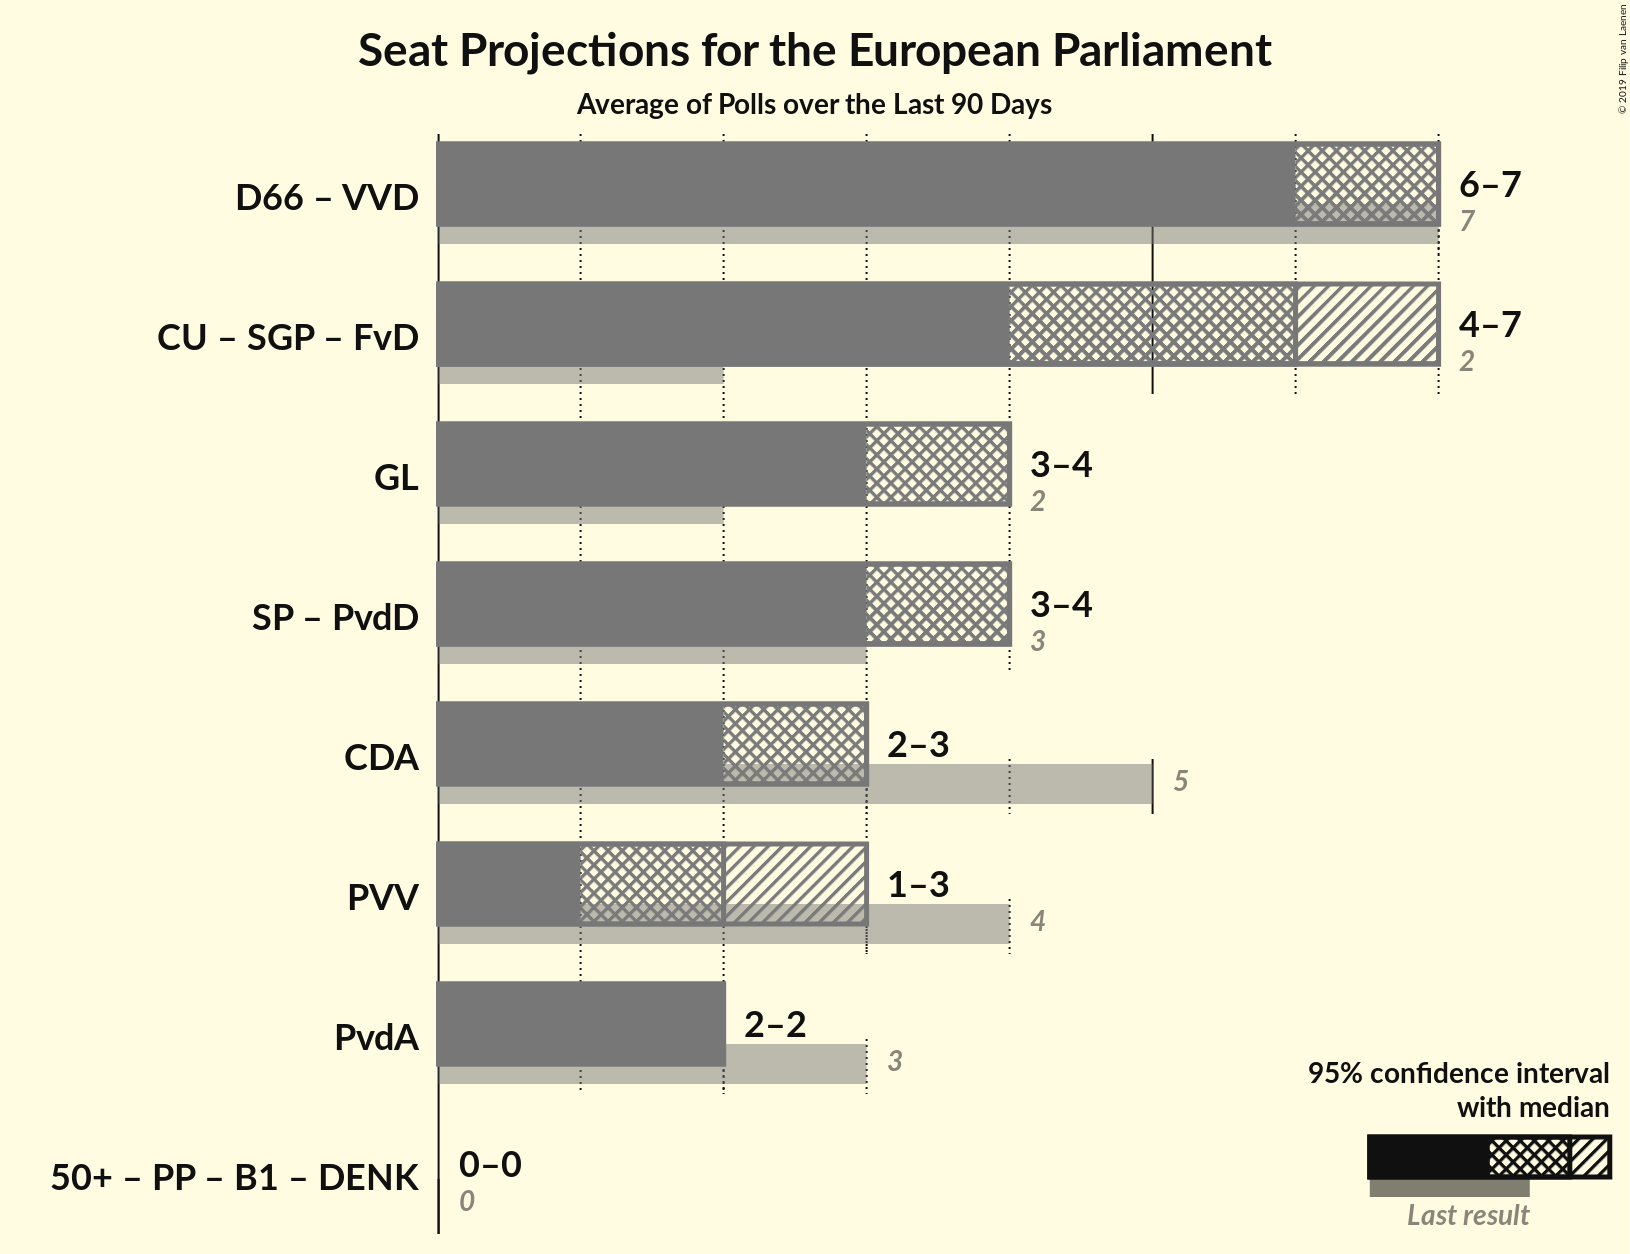 Seat Projections for the European Parliament
Average of Polls over the Last 90 Days
© 2019 Filip van Laenen
D66 – VVD
6–7
7
CU – SGP – FvD
4–7
2
GL
3–4
2
SP – PvdD
3–4
3
CDA
2–3
5
PVV
1–3
4
PvdA
2–2
3
50+ – PP – B1 – DENK
0–0
0
95% confidence interval
with median
Last result